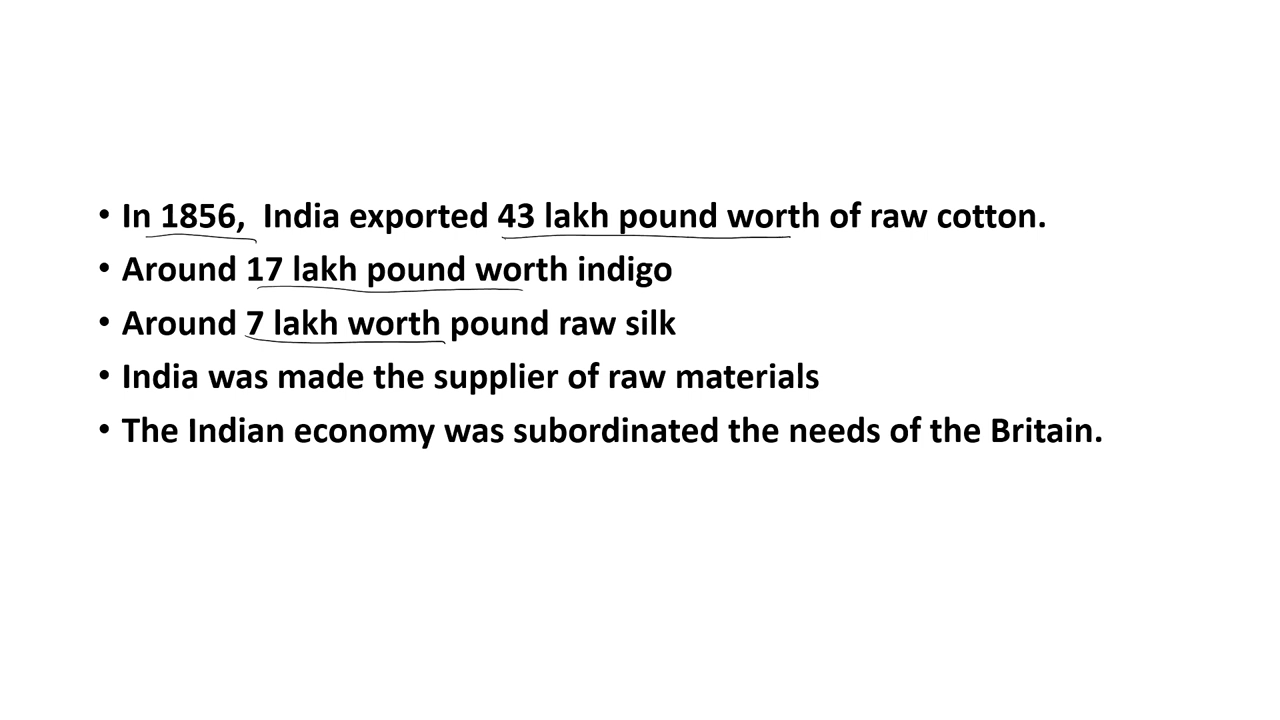 • In 1856,  India exported 43 lakh pound worth of raw cotton.
• Around 17 lakh pound worth indigo
• Around 7 lakh worth pound raw silk
• India was made the supplier of raw materials
• The Indian economy was subordinated the needs of the Britain.